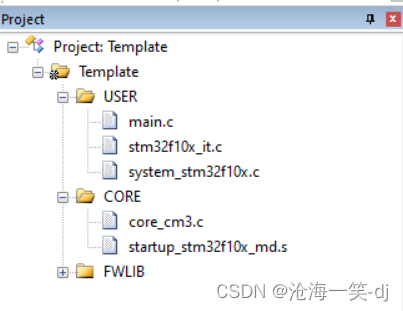 Project
Project: Template
Template
USER
main.c
stm32f10x_it.c
system_stm32f10x.c
CORE
core_cm3.c
startup_stm32f10x_md.s
FWLIB
CSDN @沧海一笑-dj